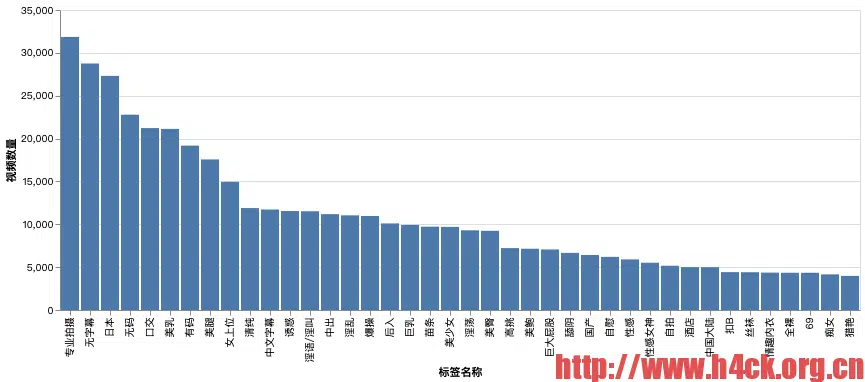 35,000
30,000
25,000
20,000
15,000
10,000
5,000
0
视频数量
专业拍摄
无字幕
日本
无码
口交
美乳
有码
美腿
女上位
清纯
中文字幕
诱惑
淫语/淫叫
中出
淫乱
爆操
后入
巨乳
苗条
美少女
淫荡
美臀
高挑
美鲍
巨大屁股
舔阴
国产
自慰
性感
性感女神
自拍
酒店
中国大陆
扣B
丝袜
情趣内衣
全裸
69
痴女
猎艳
标签名称
http://www.h4ck.org.cn